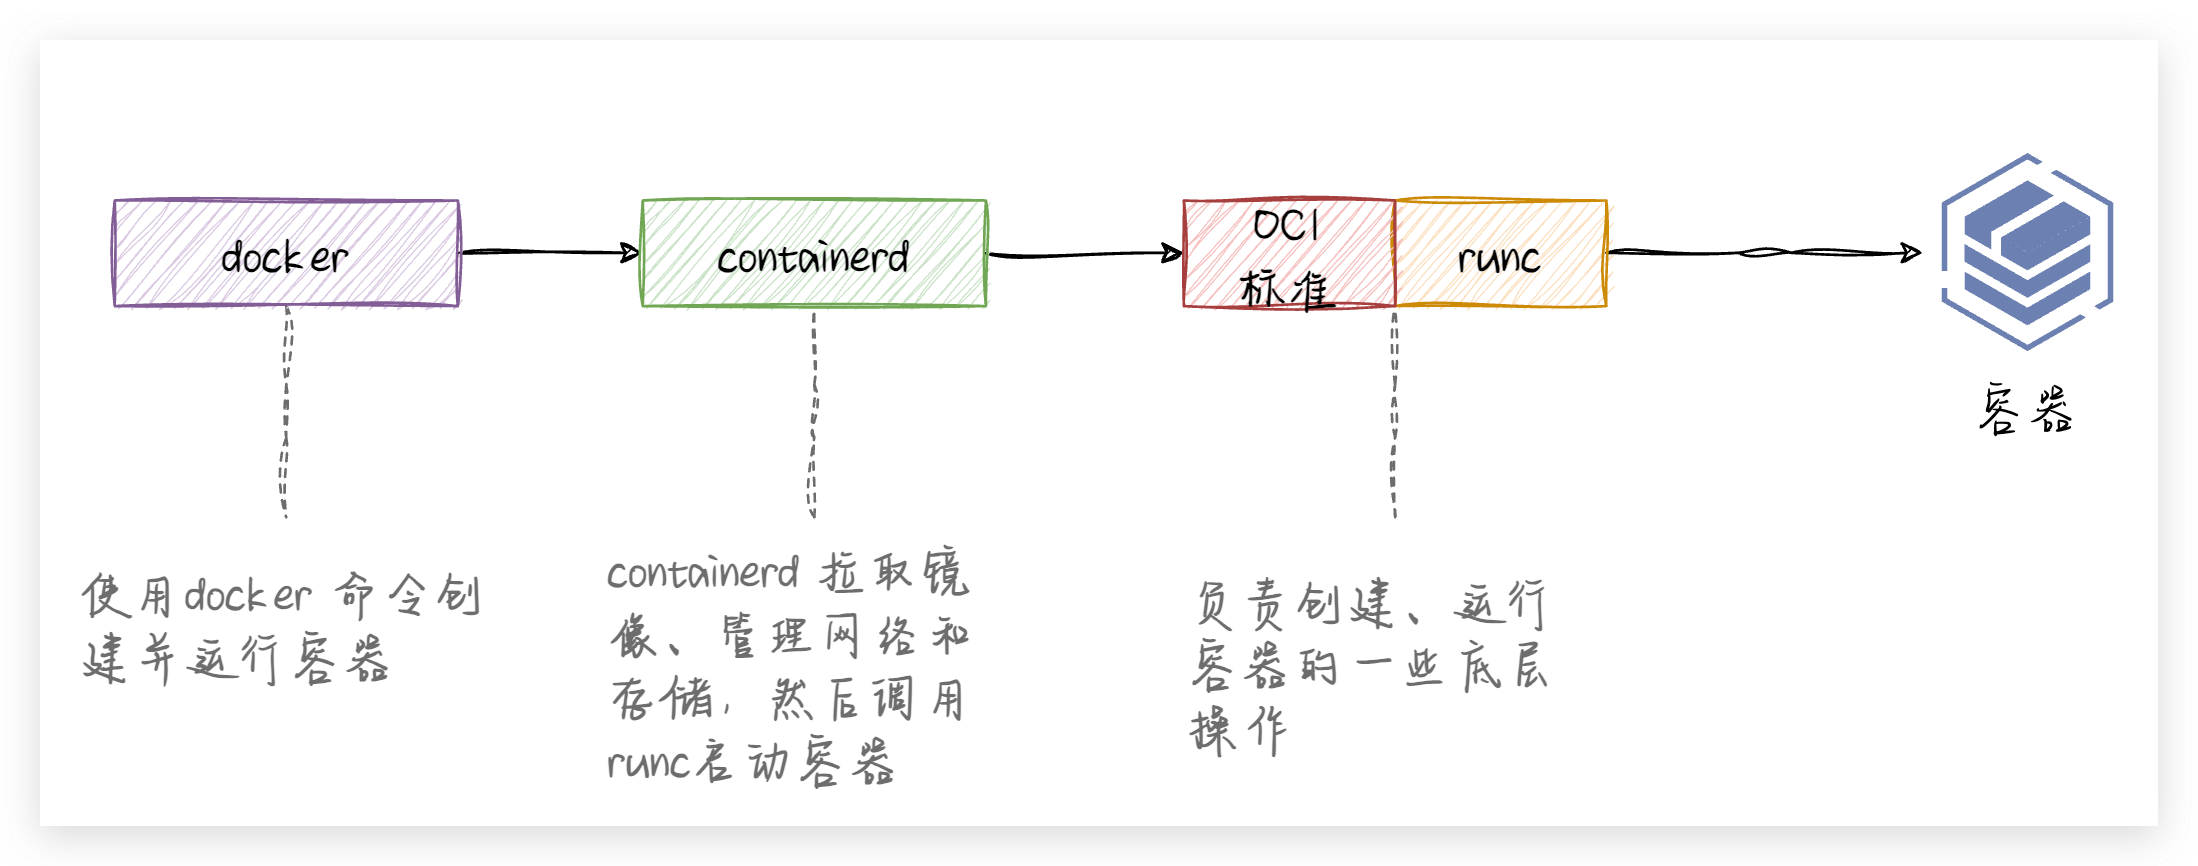 docker
containerd
OCI
标准
runc
容器
使用docker 命令创
建并运行容器
containerd 拉取镜
像、管理网络和
存储，然后调用
runc启动容器
负责创建、运行
容器的一些底层
操作